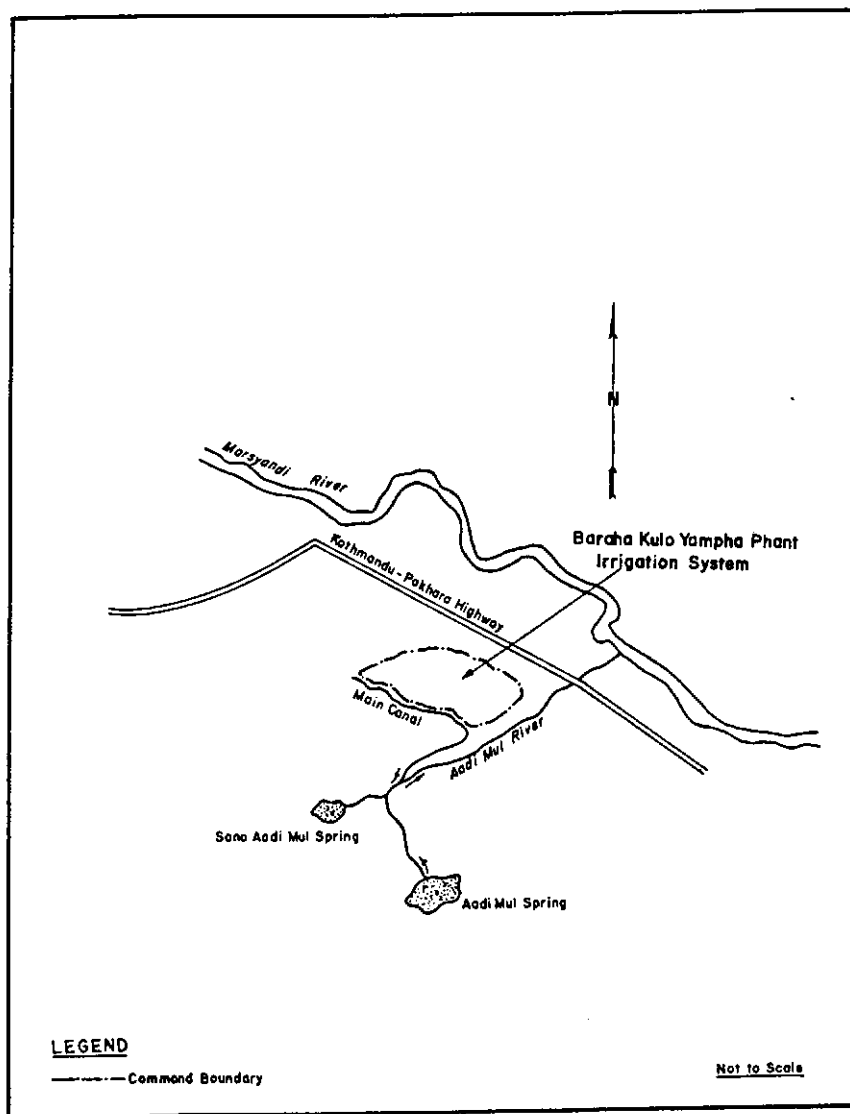 N
Marsyandi River
Baraha Kulo Yampha Phant
Irrigation System
Kathmandu - Pokhara Highway
Main Canal
Aadi Mul River
Sano Aadi Mul Spring
Aadi Mul Spring
LEGEND
Command Boundary
Not to Scale